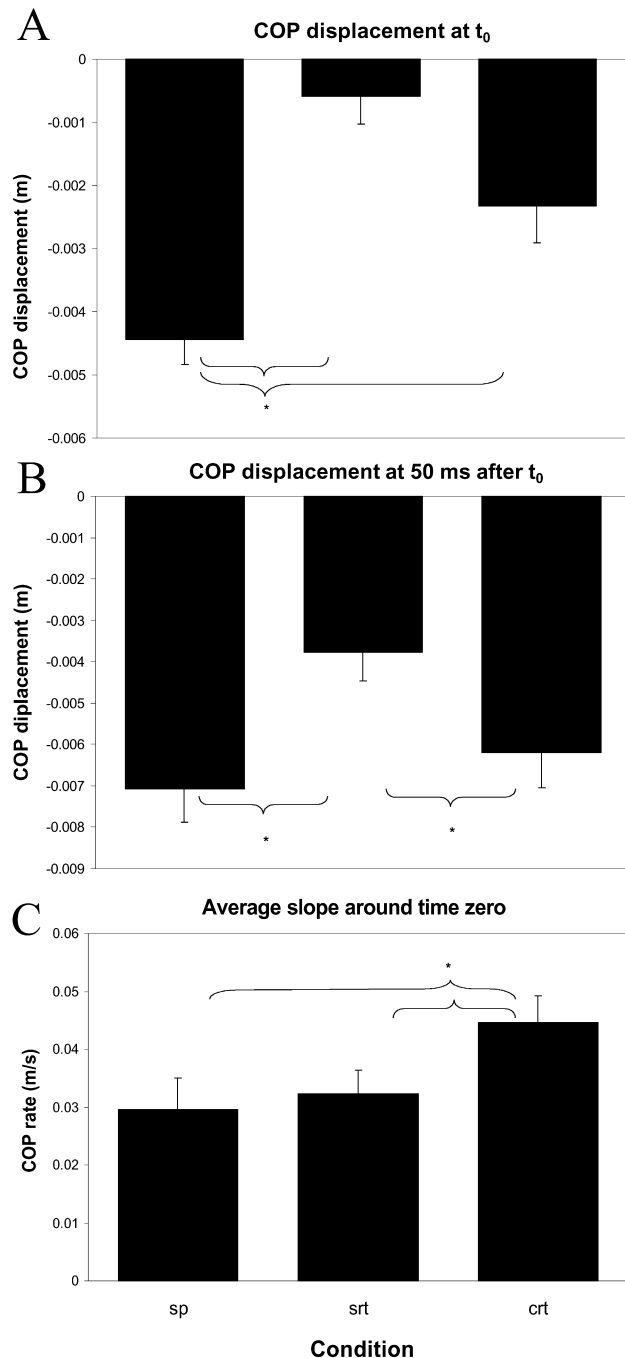 A
COP displacement at t0
0
-0.001
-0.002
-0.003
-0.004
-0.005
-0.006
COP displacement (m)
*
B
COP displacement at 50 ms after t0
0
-0.001
-0.002
-0.003
-0.004
-0.005
-0.006
-0.007
-0.008
-0.009
COP diplacement (m)
*
*
C
Average slope around time zero
0.06
0.05
0.04
0.03
0.02
0.01
0
COP rate (m/s)
*
sp srt crt
Condition